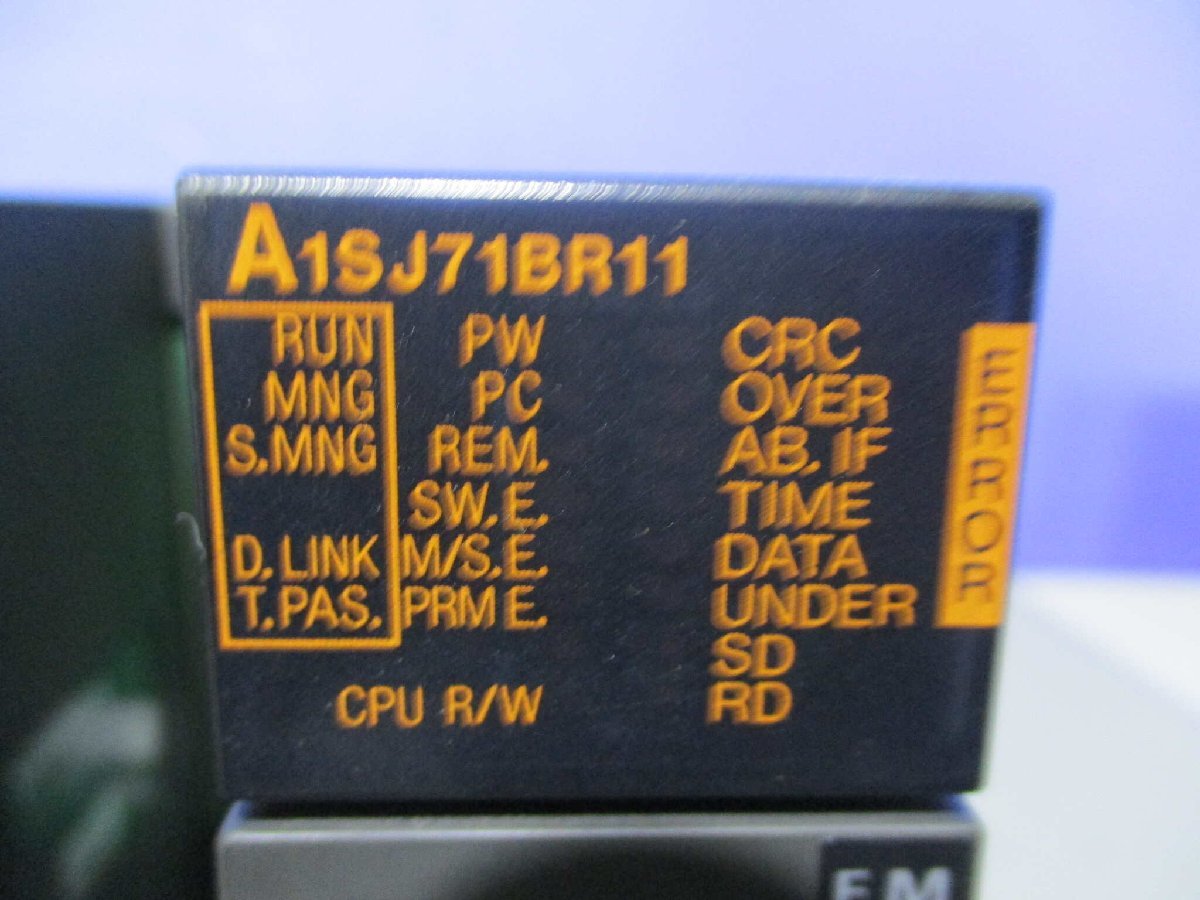 A1SJ71BR11
RUN PW CRC
MNG PC OVER
S.MNG REM. AB. IF
SW.E. TIME
D.LINK M/S.E. DATA
T.PAS. PRM E. UNDER
SD
CPU R/W RD
ERROR